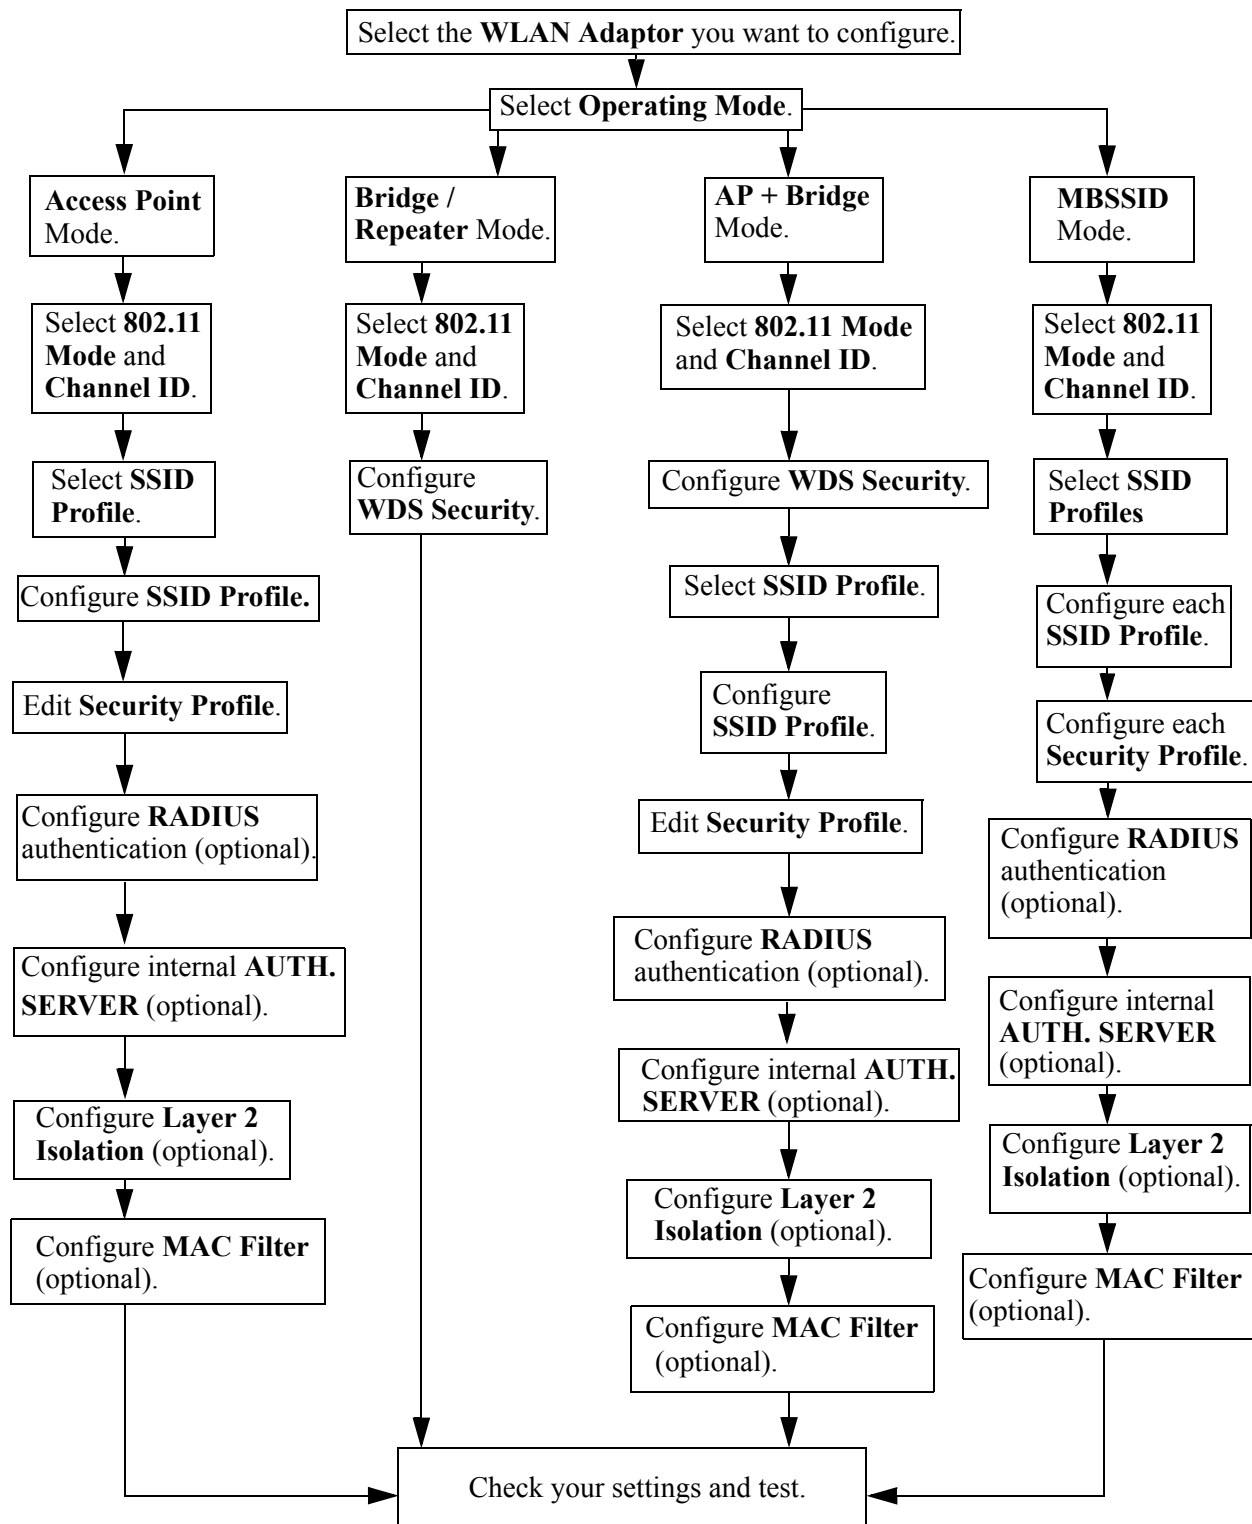 Select the WLAN Adaptor you want to configure.
Select Operating Mode.
Access Point
Mode.
Select 802.11
Mode and
Channel ID.
Select SSID
Profile.
Configure SSID Profile.
Edit Security Profile.
Configure RADIUS
authentication (optional).
Configure internal AUTH.
SERVER (optional).
Configure Layer 2
Isolation (optional).
Configure MAC Filter
(optional).
Bridge /
Repeater Mode.
Select 802.11
Mode and
Channel ID.
Configure
WDS Security.
AP + Bridge
Mode.
Select 802.11 Mode
and Channel ID.
Configure WDS Security.
Select SSID Profile.
Configure
SSID Profile.
Edit Security Profile.
Configure RADIUS
authentication (optional).
Configure internal AUTH.
SERVER (optional).
Configure Layer 2
Isolation (optional).
Configure MAC Filter
(optional).
MBSSID
Mode.
Select 802.11
Mode and
Channel ID.
Select SSID
Profiles
Configure each
SSID Profile.
Configure each
Security Profile.
Configure RADIUS
authentication
(optional).
Configure internal
AUTH. SERVER
(optional).
Configure Layer 2
Isolation (optional).
Configure MAC Filter
(optional).
Check your settings and test.